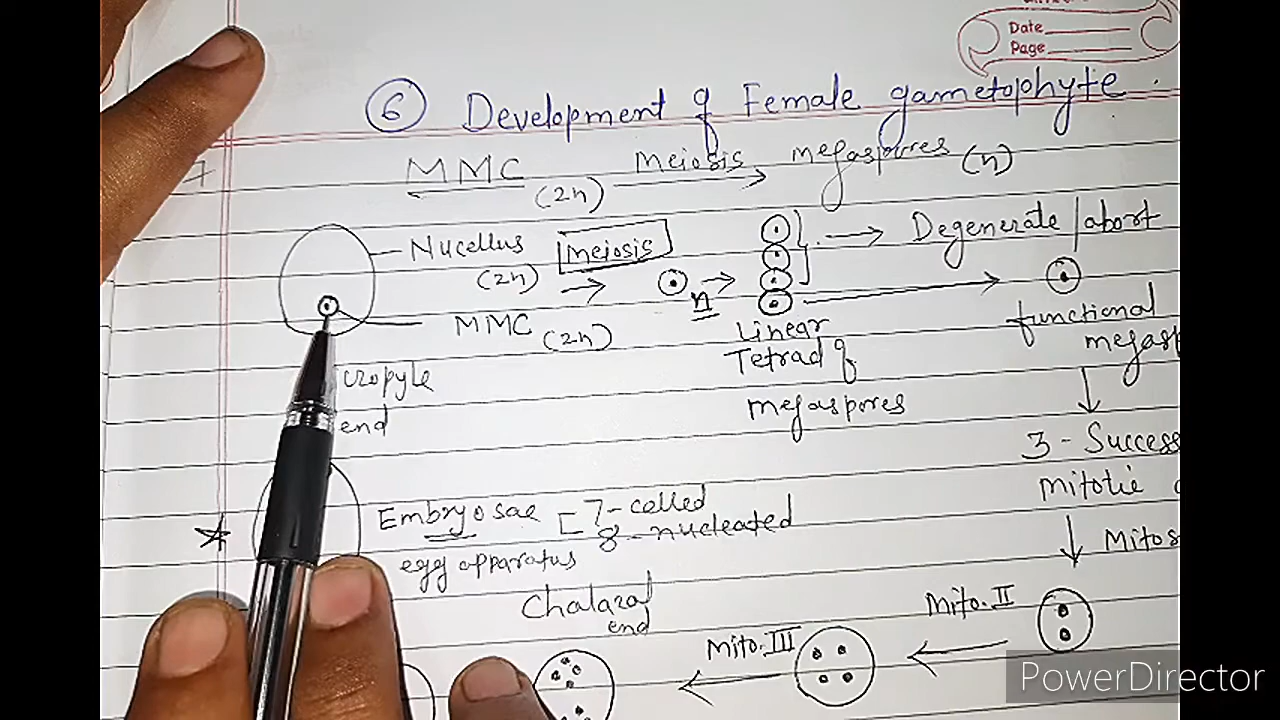 Date
Page
⑥ Development of Female gametophyte.
MMC (2n) Meiosis megaspores (n)
Nucellus (2n) meiosis
n
Degenerate / abort
MMC (2n)
Linear Tetrad of megaspores
functional
cropyle
end
3 - Success
mitotic
Embryosae [7-celled
8-nucleated
Mitos
egg apparatus
Chalazal
end
Mito. II
Mito. III
PowerDirector